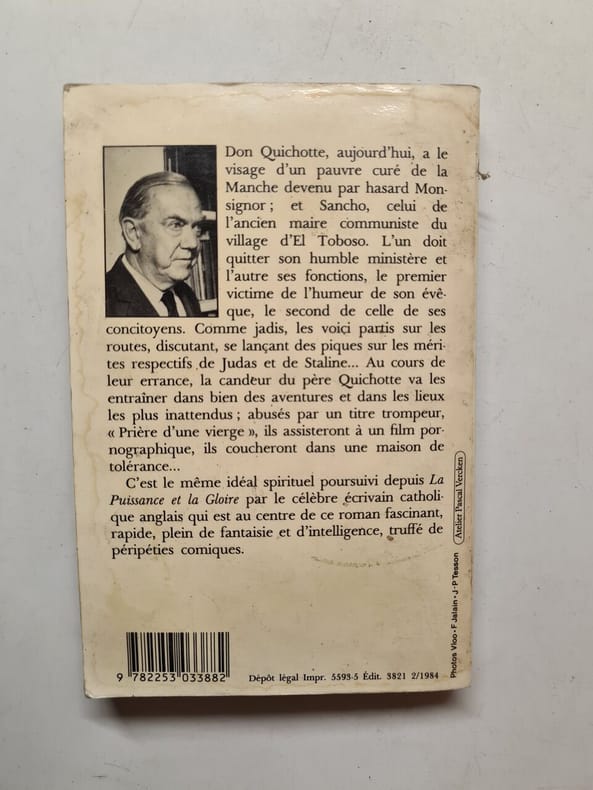 Don Quichotte, aujourd'hui, a le
visage d'un pauvre curé de la
Manche devenu par hasard Mon-
signor ; et Sancho, celui de
l'ancien maire communiste du
village d'El Toboso. L'un doit
quitter son humble ministère et
l'autre ses fonctions, le premier
victime de l'humeur de son évê-
que, le second de celle de ses
concitoyens. Comme jadis, les voici partis sur les
routes, discutant, se lançant des piques sur les méri-
tes respectifs de Judas et de Staline... Au cours de
leur errance, la candeur du père Quichotte va les
entraîner dans bien des aventures et dans les lieux
les plus inattendus ; abusés par un titre trompeur,
« Prière d'une vierge », ils assisteront à un film por-
nographique, ils coucheront dans une maison de
tolérance...
C'est le même idéal spirituel poursuivi depuis La
Puissance et la Gloire par le célèbre écrivain catholi-
que anglais qui est au centre de ce roman fascinant,
rapide, plein de fantaisie et d'intelligence, truffé de
péripéties comiques.
Photos Vloo - F Jalain - J-P Tesson
Atelier Pascal Vercken
9 782253 033882
Dépôt légal Impr. 5593-5 Édit. 3821 2/1984